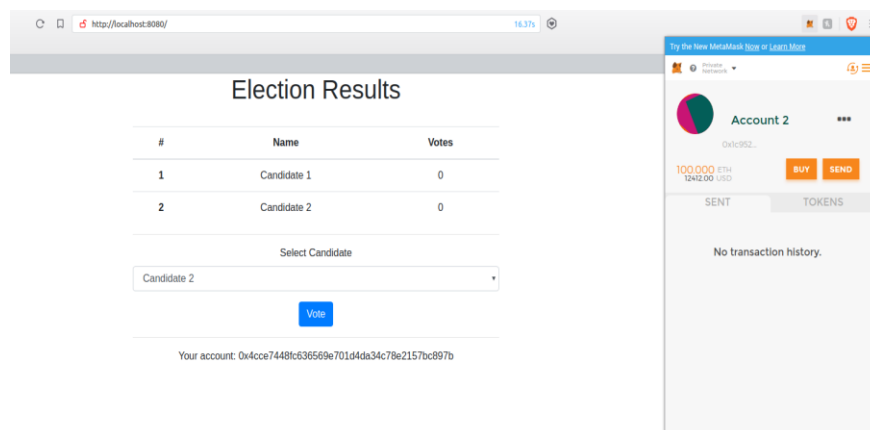 http://localhost:8080/
16.37s
Try the New MetaMask Now or Learn More
Private Network
Election Results
Account 2
0x1c952...
# Name Votes
1 Candidate 1 0
2 Candidate 2 0
100.000 ETH
12412.00 USD
BUY SEND
SENT TOKENS
No transaction history.
Select Candidate
Candidate 2
Vote
Your account: 0x4cce7448fc636569e701d4da34c78e2157bc897b